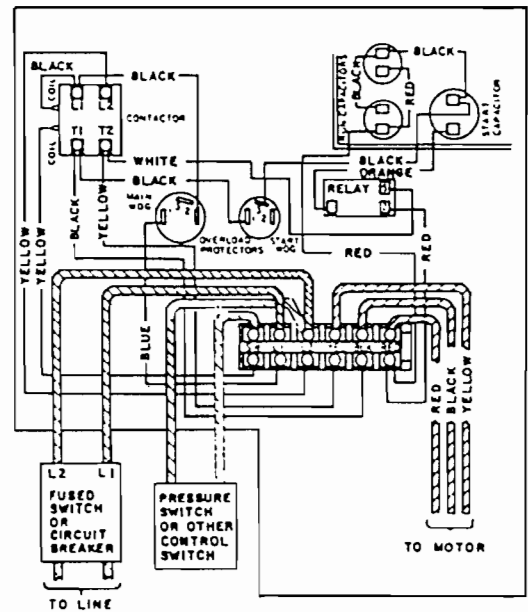 BLACK
BLACK
COIL
L1 L2
BLACK
CONTACTOR
COIL
T1 T2
RUN CAPACITORS
BLACK
RED
START
CAPACITOR
WHITE
BLACK
BLACK
ORANGE
RELAY
MAIN
WDG
OVERLOAD
PROTECTORS
START
WDG
YELLOW
YELLOW
BLACK
YELLOW
BLUE
RED
RED
RED
BLACK
YELLOW
L2 L1
FUSED
SWITCH
OR
CIRCUIT
BREAKER
PRESSURE
SWITCH
OR OTHER
CONTROL
SWITCH
TO MOTOR
TO LINE